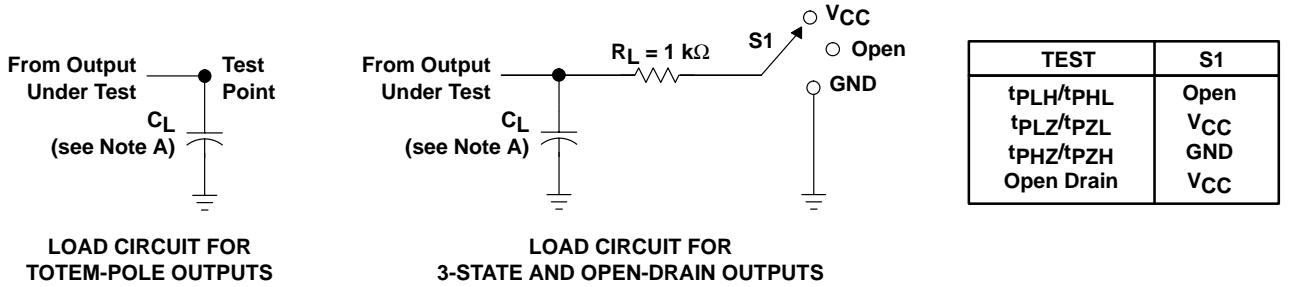 From Output
Under Test
Test
Point
CL
(see Note A)
LOAD CIRCUIT FOR
TOTEM-POLE OUTPUTS
From Output
Under Test
RL = 1 kΩ
S1
VCC
Open
GND
CL
(see Note A)
LOAD CIRCUIT FOR
3-STATE AND OPEN-DRAIN OUTPUTS
TEST S1
tPLH/tPHL Open
tPLZ/tPZL VCC
tPHZ/tPZH GND
Open Drain VCC